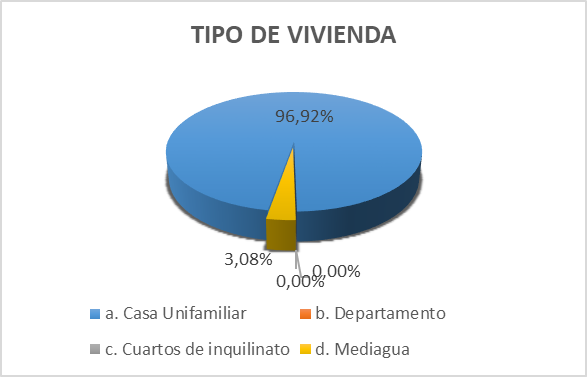 TIPO DE VIVIENDA
96,92%
3,08%
0,00%
0,00%
a. Casa Unifamiliar
b. Departamento
c. Cuartos de inquilinato
d. Mediagua